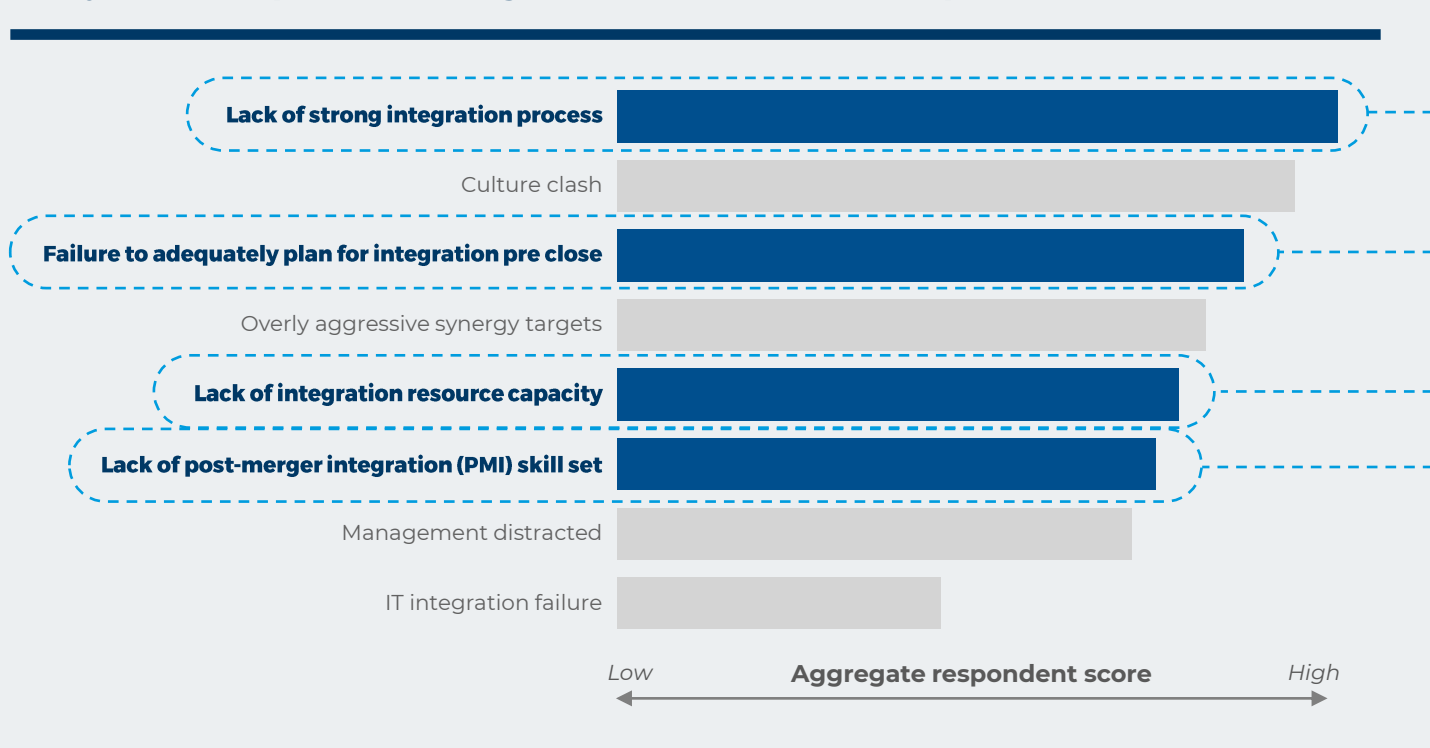 Lack of strong integration process
Culture clash
Failure to adequately plan for integration pre close
Overly aggressive synergy targets
Lack of integration resource capacity
Lack of post-merger integration (PMI) skill set
Management distracted
IT integration failure
Low Aggregate respondent score High